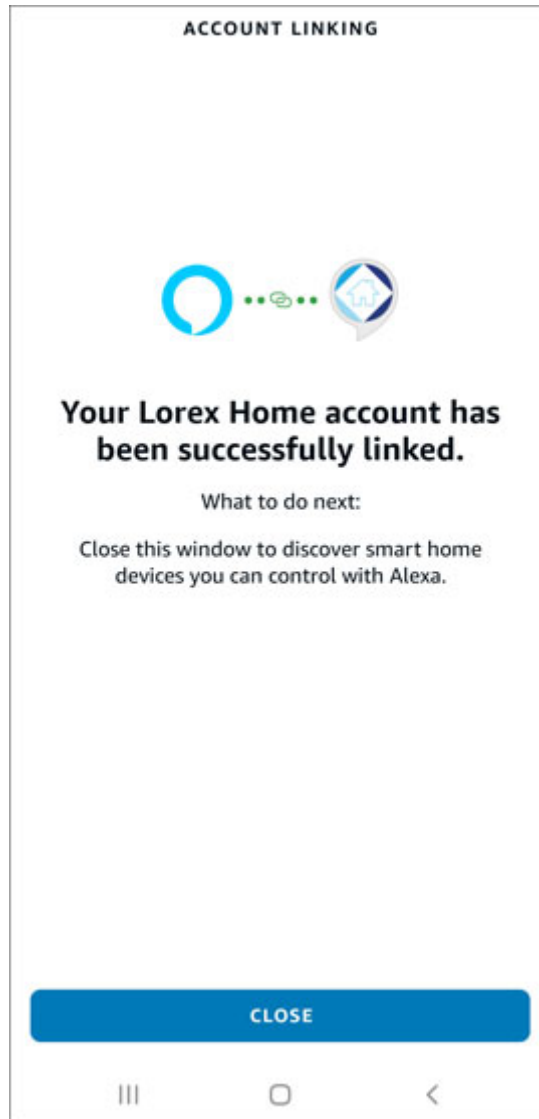 ACCOUNT LINKING
Your Lorex Home account has
been successfully linked.
What to do next:
Close this window to discover smart home
devices you can control with Alexa.
CLOSE